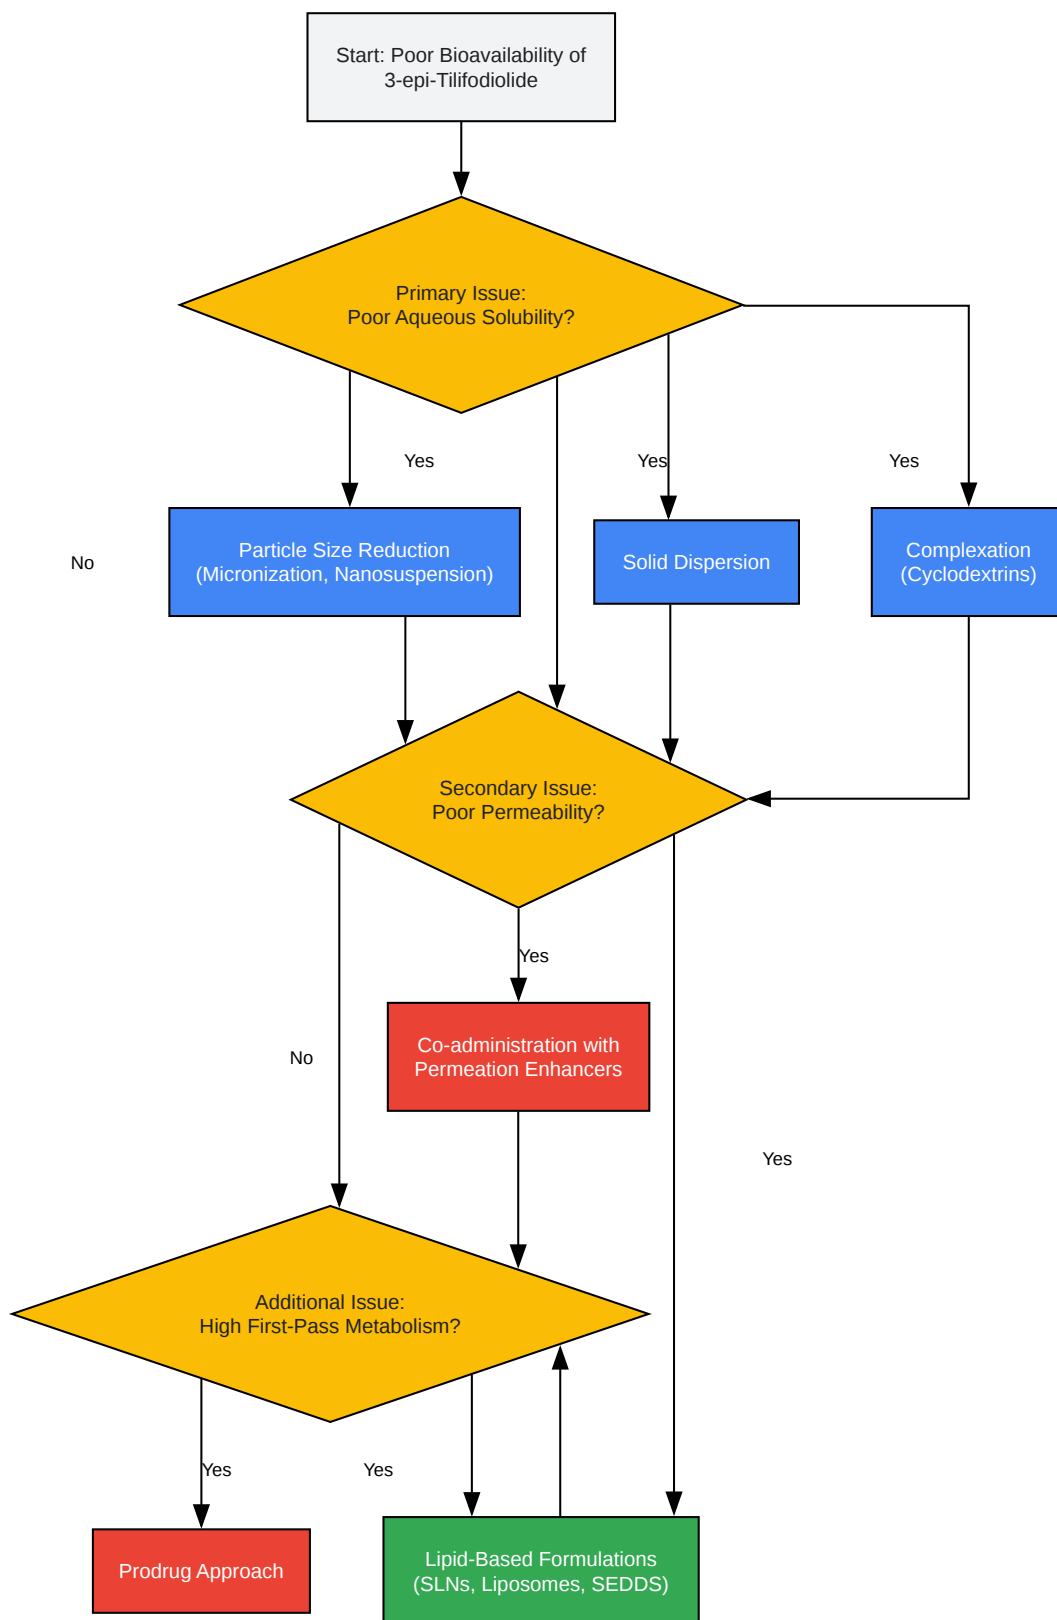 Start: Poor Bioavailability of
3-epi-Tilifodiolide
Primary Issue:
Poor Aqueous Solubility?
Yes
Yes
Yes
No
Particle Size Reduction
(Micronization, Nanosuspension)
Solid Dispersion
Complexation
(Cyclodextrins)
Secondary Issue:
Poor Permeability?
Yes
No
Co-administration with
Permeation Enhancers
Yes
Additional Issue:
High First-Pass Metabolism?
Yes
Yes
Prodrug Approach
Lipid-Based Formulations
(SLNs, Liposomes, SEDDS)